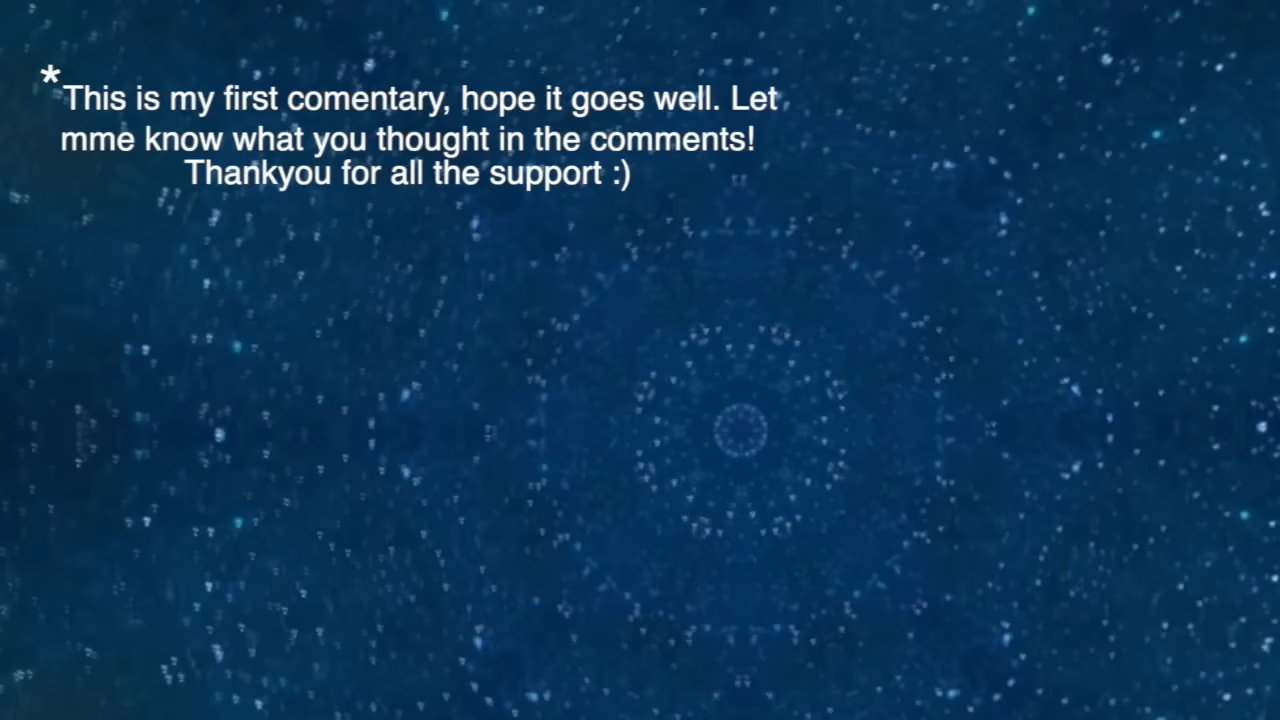 *This is my first comentary, hope it goes well. Let
mme know what you thought in the comments!
Thankyou for all the support :)